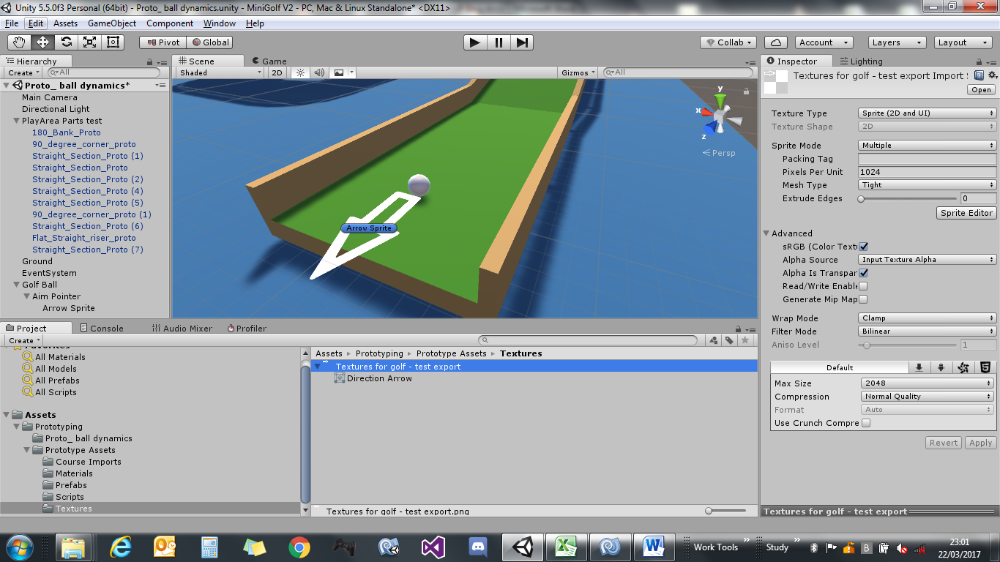 Unity 5.5.0f3 Personal (64bit) - Proto_ ball dynamics.unity - MiniGolf V2 - PC, Mac & Linux Standalone* <DX11>
File Edit Assets GameObject Component Window Help
Pivot Global Collab Account Layers Layout
Hierarchy
Create All
Proto_ ball dynamics*
Main Camera
Directional Light
PlayArea Parts test
180_Bank_Proto
90_degree_corner_proto
Straight_Section_Proto (1)
Straight_Section_Proto
Straight_Section_Proto (2)
Straight_Section_Proto (4)
Straight_Section_Proto (5)
90_degree_corner_proto (1)
Straight_Section_Proto (6)
Flat_Straight_riser_proto
Straight_Section_Proto (7)
Ground
EventSystem
Golf Ball
Aim Pointer
Arrow Sprite
Scene Game
Shaded 2D Gizmos All
y
x
z
Persp
Arrow Sprite
Inspector Lighting
Textures for golf - test export Import S
Open
Texture Type Sprite (2D and UI)
Texture Shape 2D
Sprite Mode Multiple
Packing Tag
Pixels Per Unit 1024
Mesh Type Tight
Extrude Edges 0
Sprite Editor
Advanced
sRGB (Color Textu
Alpha Source Input Texture Alpha
Alpha Is Transpar
Read/Write Enable
Generate Mip Map
Wrap Mode Clamp
Filter Mode Bilinear
Aniso Level 1
Default
Max Size 2048
Compression Normal Quality
Format Auto
Use Crunch Compre
Revert Apply
Textures for golf - test export
Project Console Audio Mixer Profiler
Create
Favorites
All Materials
All Models
All Prefabs
All Scripts
Assets
Prototyping
Proto_ ball dynamics
Prototype Assets
Course Imports
Materials
Prefabs
Scripts
Textures
Assets Prototyping Prototype Assets Textures
Textures for golf - test export
Direction Arrow
Textures for golf - test export.png
Work Tools Study
23:01
22/03/2017